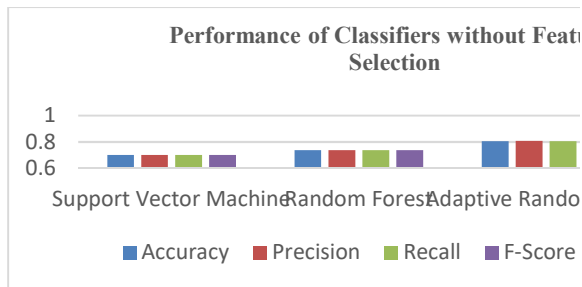 Performance of Classifiers without Featu
Selection
1
0.8
0.6
Support Vector Machine Random Forest Adaptive Rando
Accuracy Precision Recall F-Score